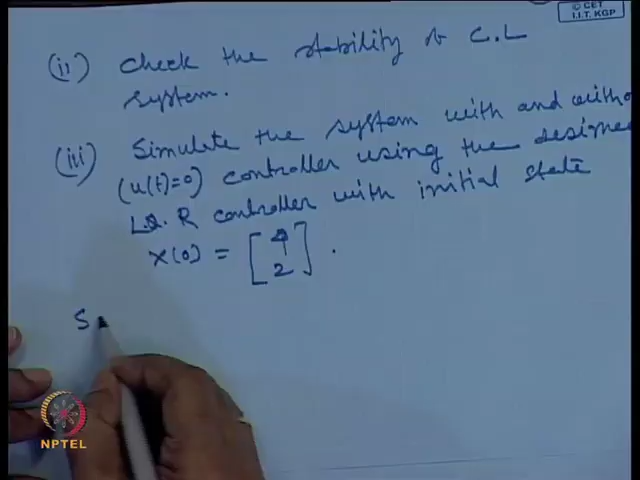 © CET
I.I.T. KGP
(ii) Check the stability of C.L
system.
(iii) Simulate the system with and witho
(u(t)=0) controller using the designed
LQR controller with initial state
x(0) = [4
2] .
S
NPTEL